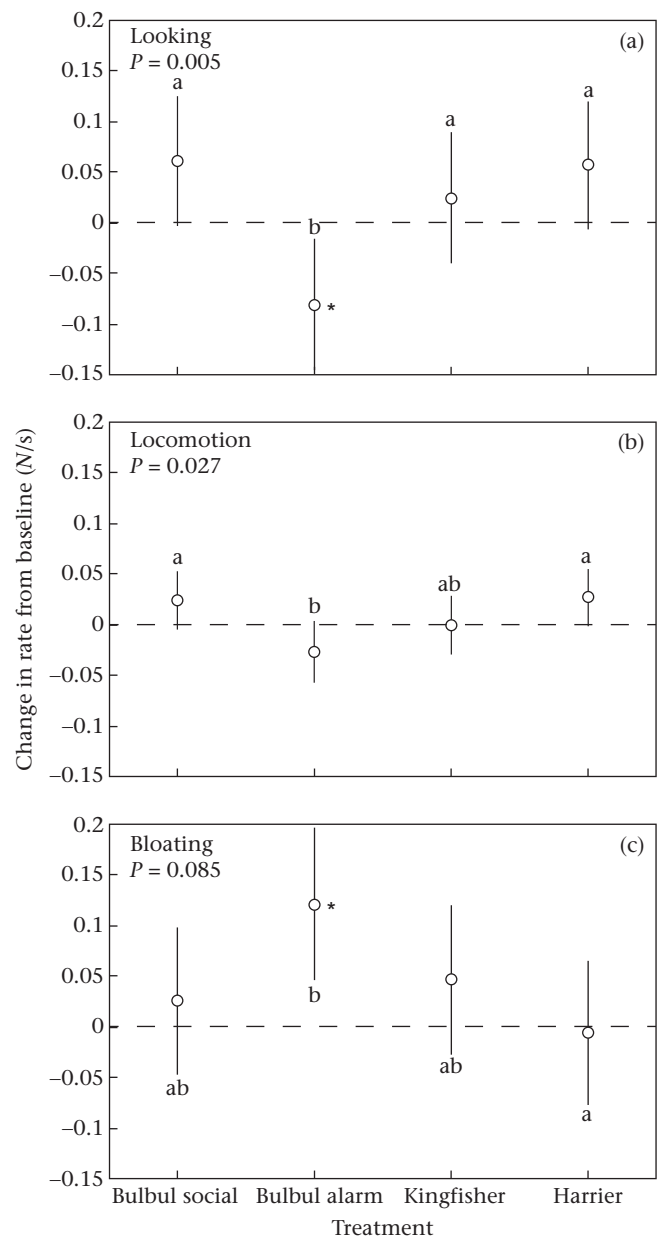 Change in rate from baseline (N/s)
0.2
0.15
0.1
0.05
0
−0.05
−0.1
−0.15
Looking
P = 0.005
(a)
a
b
*
a
a
0.2
0.15
0.1
0.05
0
−0.05
−0.1
−0.15
Locomotion
P = 0.027
(b)
a
b
ab
a
0.2
0.15
0.1
0.05
0
−0.05
−0.1
−0.15
Bloating
P = 0.085
(c)
ab
*
b
ab
a
Bulbul social Bulbul alarm Kingfisher Harrier
Treatment